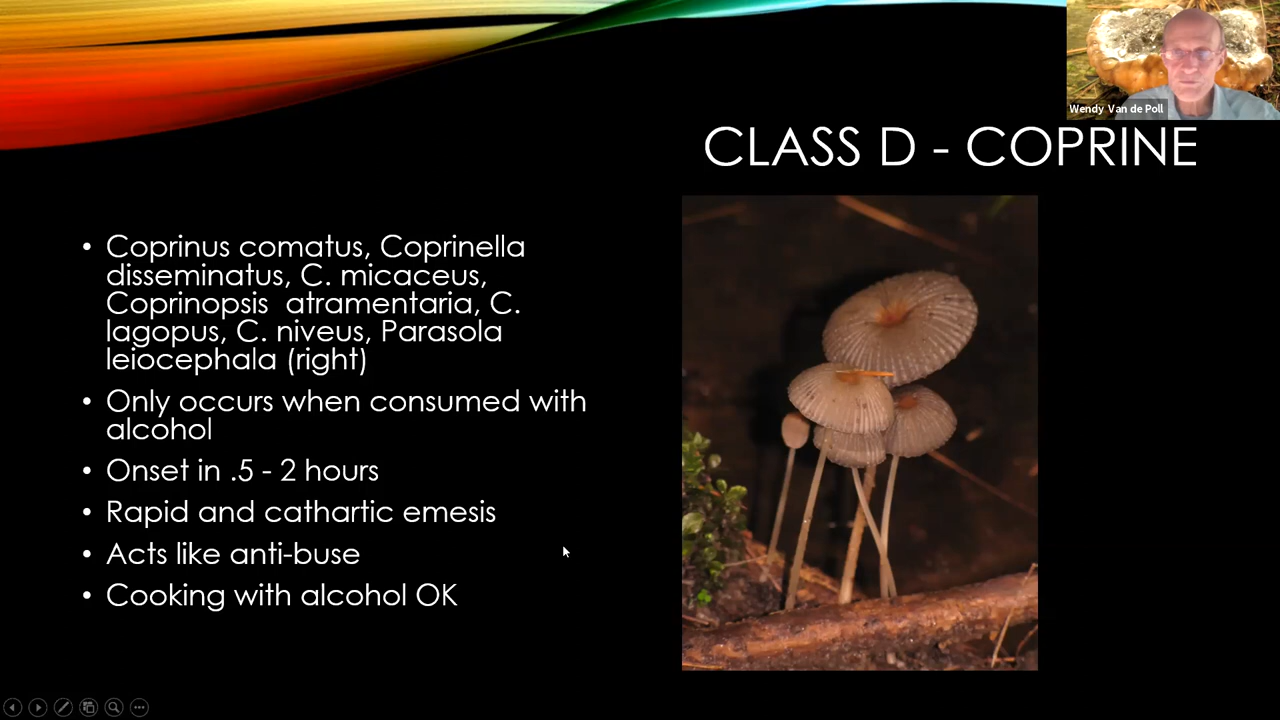 Wendy Van de Poll
CLASS D - COPRINE
• Coprinus comatus, Coprinella
disseminatus, C. micaceus,
Coprinopsis  atramentaria, C.
lagopus, C. niveus, Parasola
leiocephala (right)
• Only occurs when consumed with
alcohol
• Onset in .5 - 2 hours
• Rapid and cathartic emesis
• Acts like anti-buse
• Cooking with alcohol OK